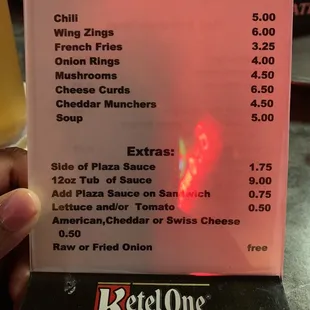 Chili 5.00
Wing Zings 6.00
French Fries 3.25
Onion Rings 4.00
Mushrooms 4.50
Cheese Curds 6.50
Cheddar Munchers 4.50
Soup 5.00
Extras:
Side of Plaza Sauce 1.75
12oz Tub of Sauce 9.00
Add Plaza Sauce on Sandwich 0.75
Lettuce and/or Tomato 0.50
American,Cheddar or Swiss Cheese
0.50
Raw or Fried Onion free
Ketel One